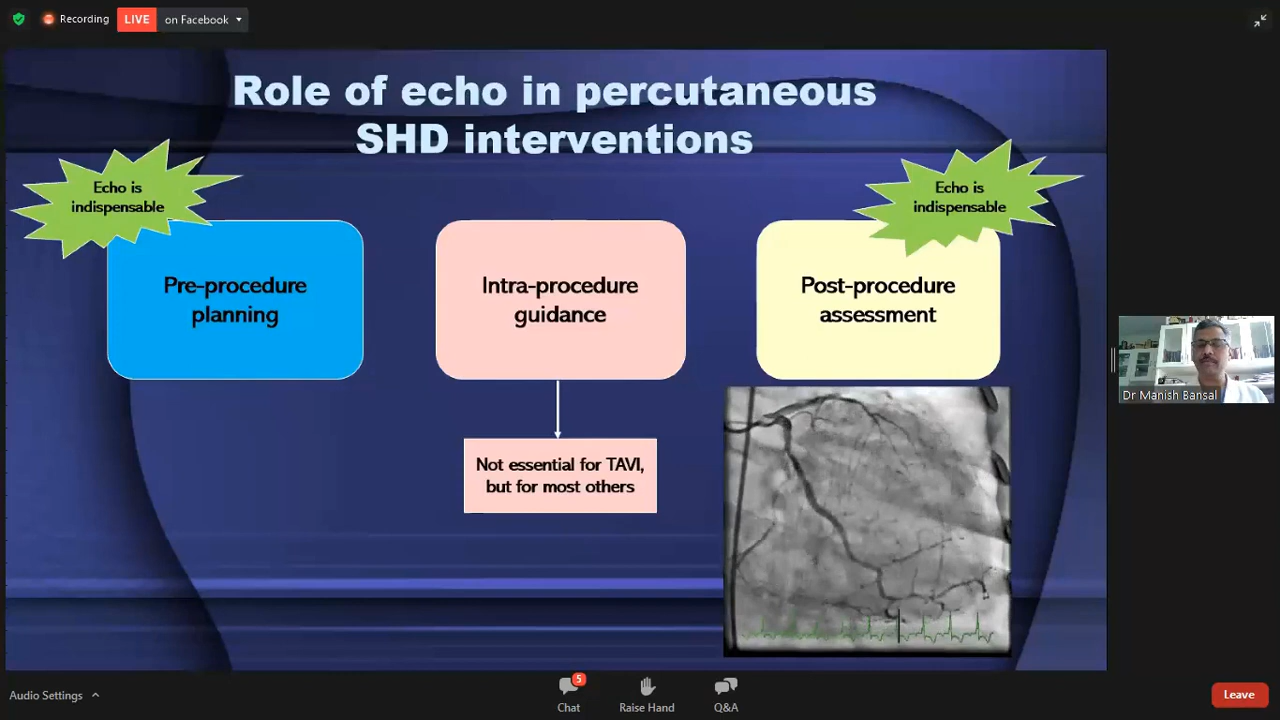 Recording
LIVE
on Facebook
Role of echo in percutaneous
SHD interventions
Echo is
indispensable
Echo is
indispensable
Pre-procedure
planning
Intra-procedure
guidance
Post-procedure
assessment
Not essential for TAVI,
but for most others
Dr Manish Bansal
Audio Settings
5
Chat
Raise Hand
Q&A
Leave